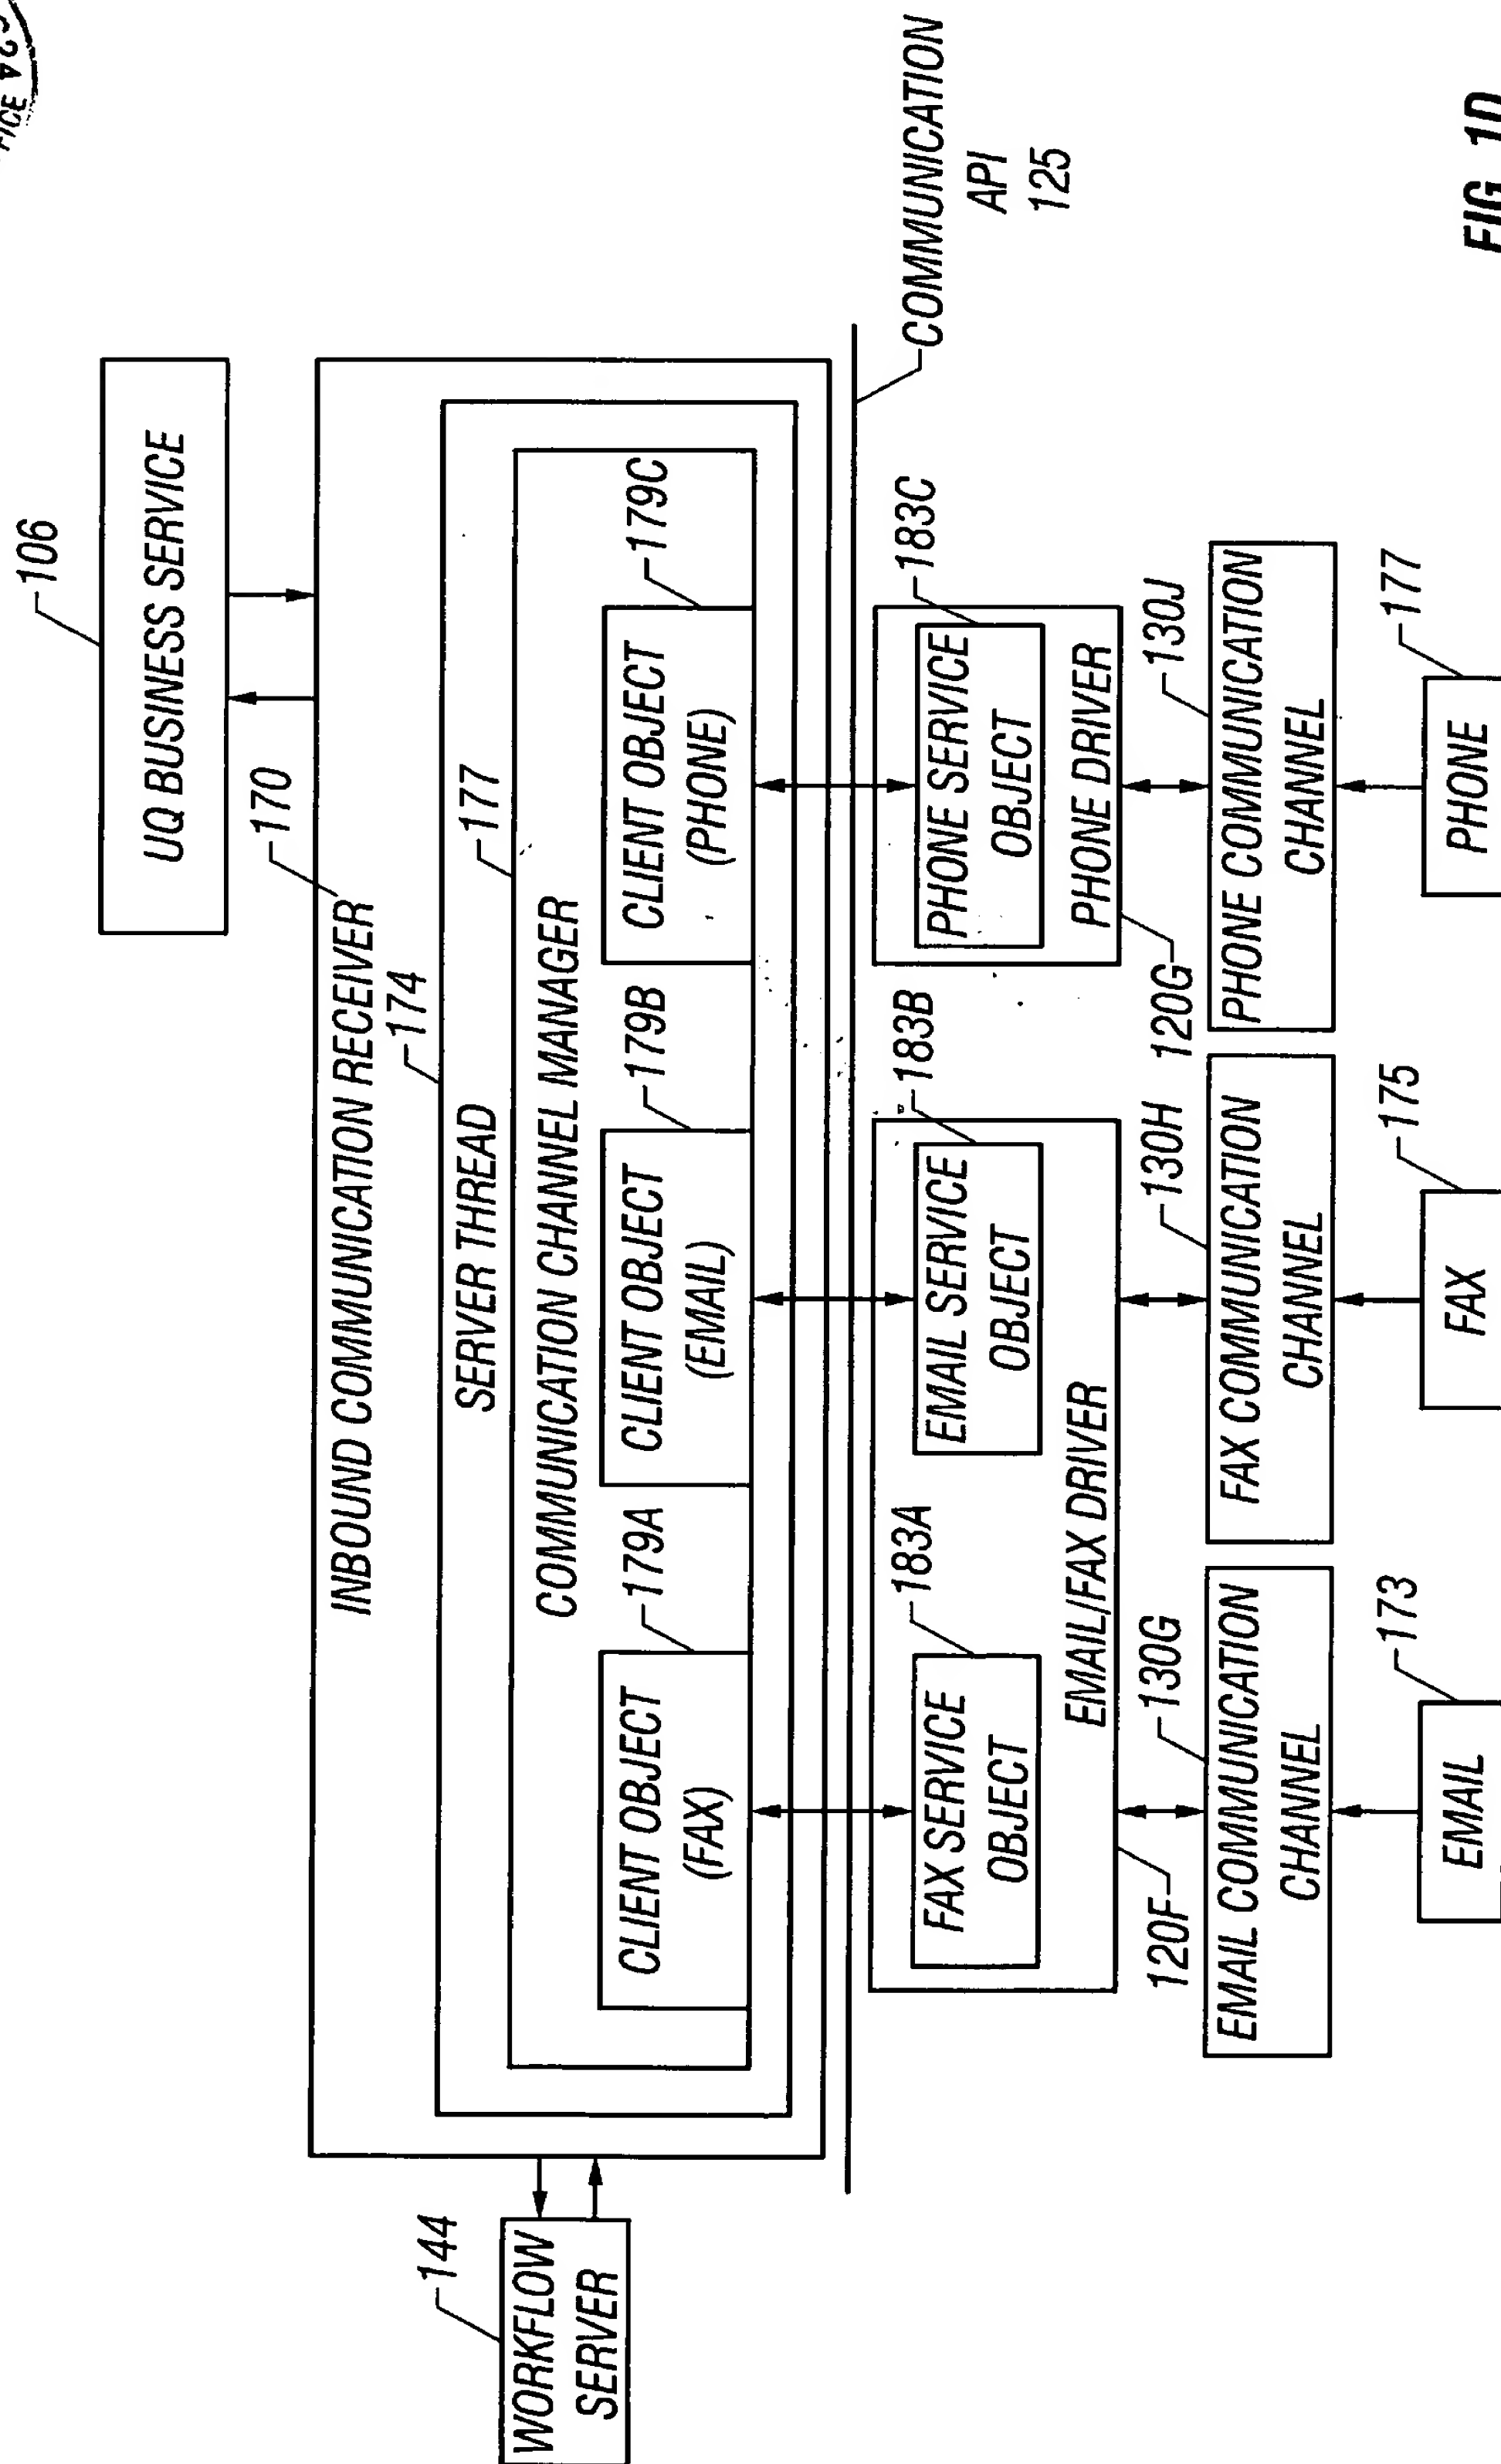 106
UQ BUSINESS SERVICE
170
INBOUND COMMUNICATION RECEIVER
174
SERVER THREAD
177
COMMUNICATION CHANNEL MANAGER
179A
CLIENT OBJECT
(FAX)
179B
CLIENT OBJECT
(EMAIL)
179C
CLIENT OBJECT
(PHONE)
144
WORKFLOW
SERVER
COMMUNICATION
API
125
183A
FAX SERVICE
OBJECT
183B
EMAIL SERVICE
OBJECT
EMAIL/FAX DRIVER
183C
PHONE SERVICE
OBJECT
PHONE DRIVER
120F
130G
EMAIL COMMUNICATION
CHANNEL
130H
FAX COMMUNICATION
CHANNEL
120G
130J
PHONE COMMUNICATION
CHANNEL
173
EMAIL
175
FAX
177
PHONE
FIG. 1D